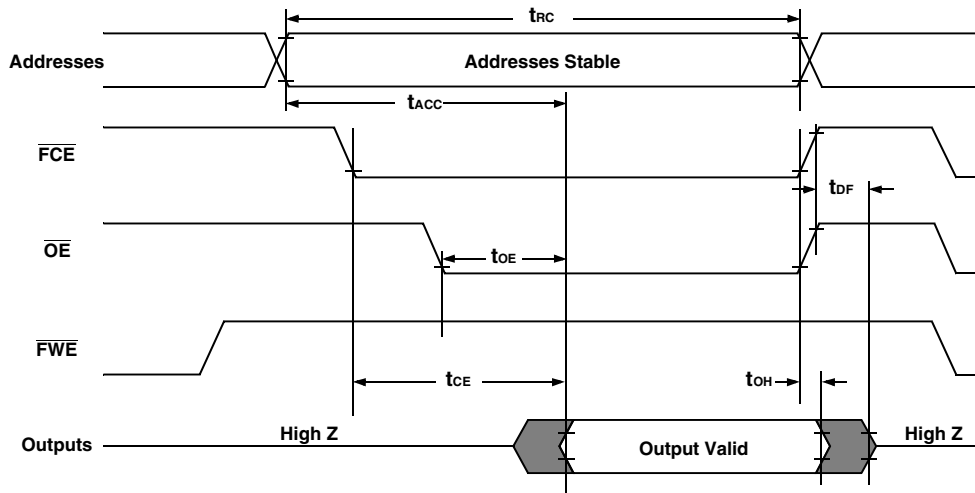 tRC
Addresses
Addresses Stable
tACC
FCE
tDF
OE
tOE
FWE
tCE
tOH
Outputs
High Z
Output Valid
High Z